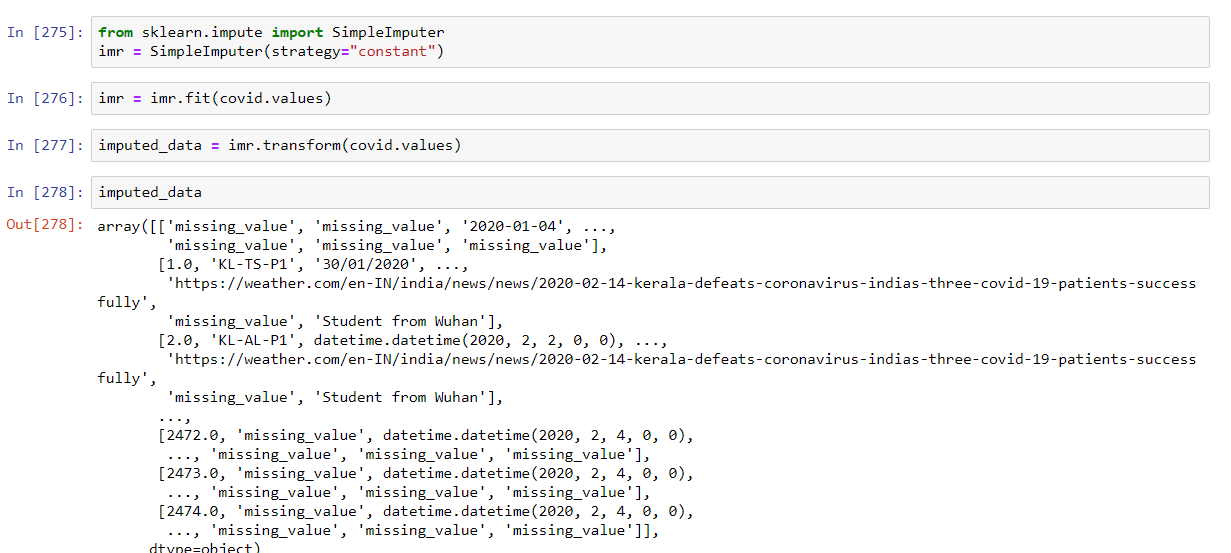 In [275]: from sklearn.impute import SimpleImputer
imr = SimpleImputer(strategy="constant")
In [276]: imr = imr.fit(covid.values)
In [277]: imputed_data = imr.transform(covid.values)
In [278]: imputed_data
Out[278]: array([['missing_value', 'missing_value', '2020-01-04', ...,
'missing_value', 'missing_value', 'missing_value'],
[1.0, 'KL-TS-P1', '30/01/2020', ...,
'https://weather.com/en-IN/india/news/news/2020-02-14-kerala-defeats-coronavirus-indias-three-covid-19-patients-success
fully',
'missing_value', 'Student from Wuhan'],
[2.0, 'KL-AL-P1', datetime.datetime(2020, 2, 2, 0, 0), ...,
'https://weather.com/en-IN/india/news/news/2020-02-14-kerala-defeats-coronavirus-indias-three-covid-19-patients-success
fully',
'missing_value', 'Student from Wuhan'],
...,
[2472.0, 'missing_value', datetime.datetime(2020, 2, 4, 0, 0),
..., 'missing_value', 'missing_value', 'missing_value'],
[2473.0, 'missing_value', datetime.datetime(2020, 2, 4, 0, 0),
..., 'missing_value', 'missing_value', 'missing_value'],
[2474.0, 'missing_value', datetime.datetime(2020, 2, 4, 0, 0),
..., 'missing_value', 'missing_value', 'missing_value']],
dtype=object)